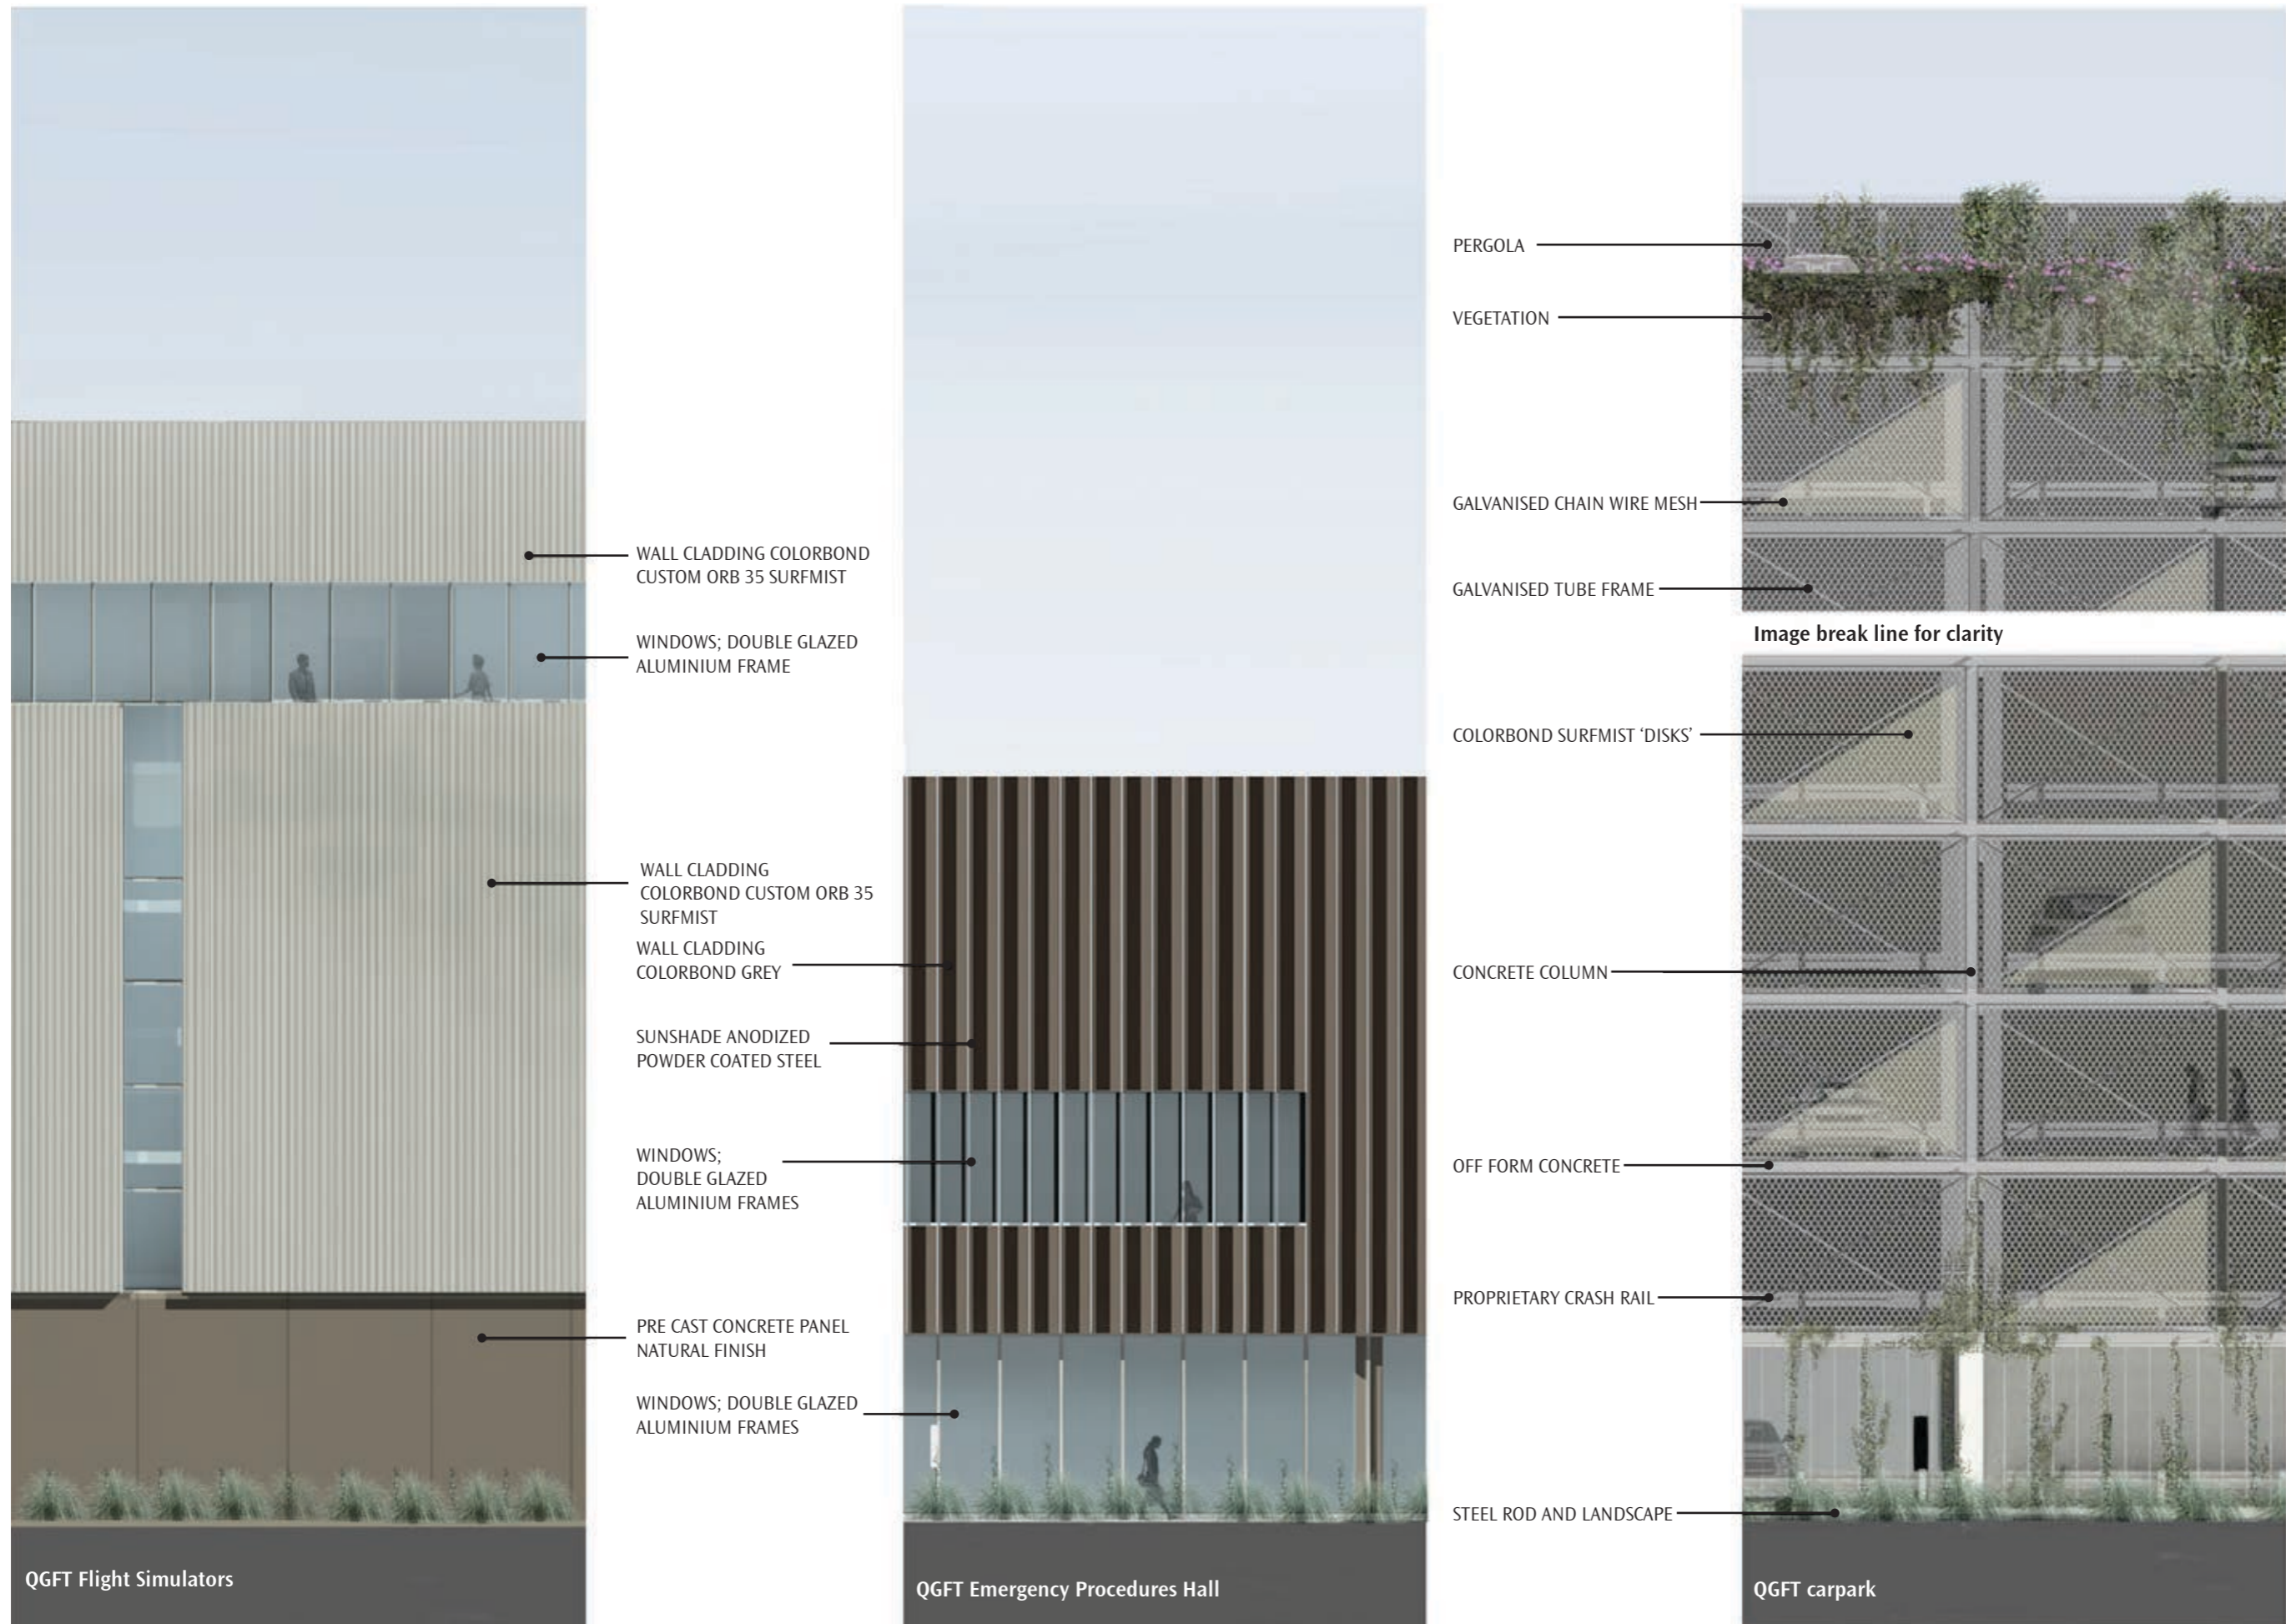 WALL CLADDING COLORBOND
CUSTOM ORB 35 SURFMIST
WINDOWS; DOUBLE GLAZED
ALUMINIUM FRAME
WALL CLADDING
COLORBOND CUSTOM ORB 35
SURFMIST
PRE CAST CONCRETE PANEL
NATURAL FINISH
QGFT Flight Simulators
WALL CLADDING
COLORBOND GREY
SUNSHADE ANODIZED
POWDER COATED STEEL
WINDOWS;
DOUBLE GLAZED
ALUMINIUM FRAMES
WINDOWS; DOUBLE GLAZED
ALUMINIUM FRAMES
QGFT Emergency Procedures Hall
PERGOLA
VEGETATION
GALVANISED CHAIN WIRE MESH
GALVANISED TUBE FRAME
Image break line for clarity
COLORBOND SURFMIST ‘DISKS’
CONCRETE COLUMN
OFF FORM CONCRETE
PROPRIETARY CRASH RAIL
STEEL ROD AND LANDSCAPE
QGFT carpark